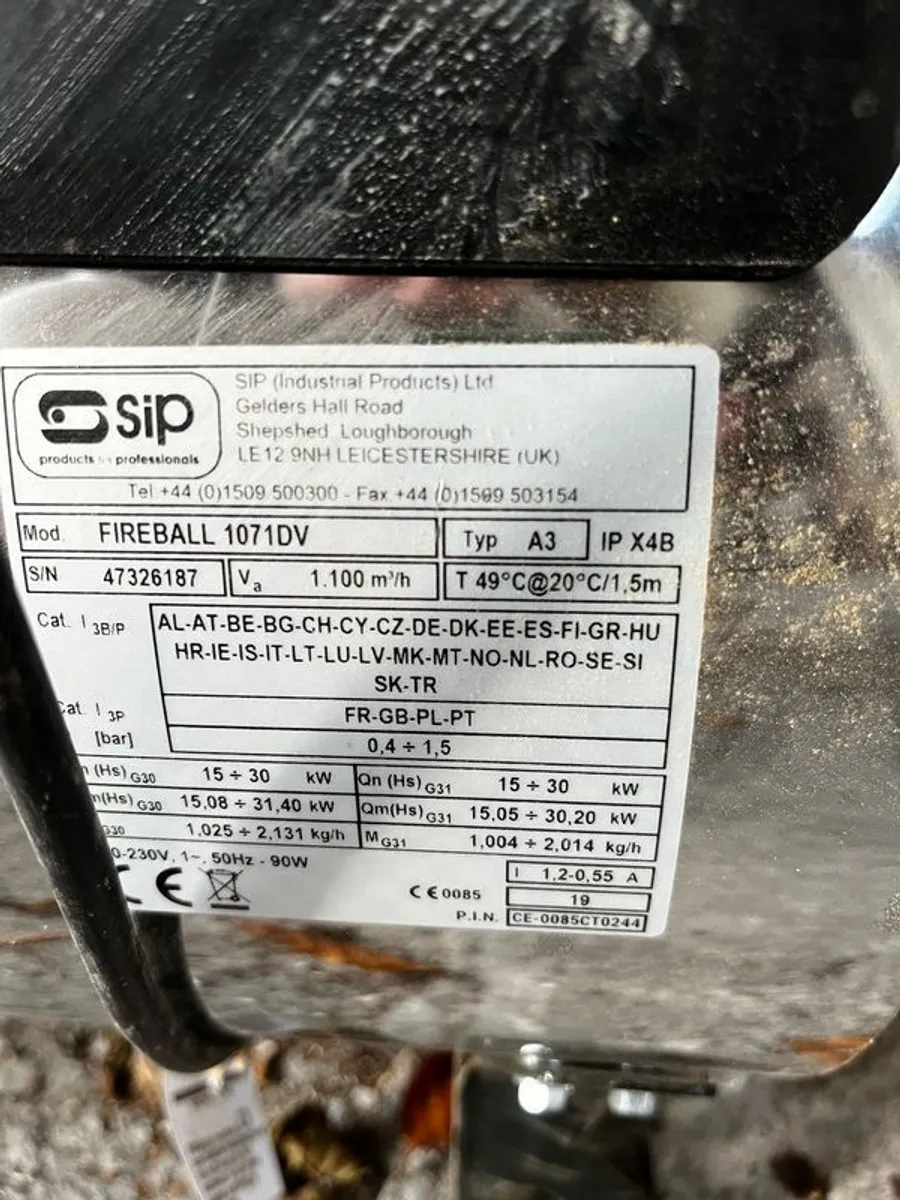 sip
products for professionals
SIP (Industrial Products) Ltd
Gelders Hall Road
Shepshed Loughborough
LE12 9NH LEICESTERSHIRE (UK)
Tel +44 (0)1509 500300 - Fax +44 (0)1509 503154
Mod. FIREBALL 1071DV Typ A3 IP X4B
S/N 47326187 Va 1.100 m³/h T 49°C@20°C/1,5m
Cat. I 3B/P AL-AT-BE-BG-CH-CY-CZ-DE-DK-EE-ES-FI-GR-HU
HR-IE-IS-IT-LT-LU-LV-MK-MT-NO-NL-RO-SE-SI
SK-TR
Cat. I 3P FR-GB-PL-PT
[bar] 0,4 ÷ 1,5
(Hs) G30 15 ÷ 30 kW Qn (Hs) G31 15 ÷ 30 kW
(Hs) G30 15,08 ÷ 31,40 kW Qm(Hs) G31 15,05 ÷ 30,20 kW
G30 1,025 ÷ 2,131 kg/h M G31 1,004 ÷ 2,014 kg/h
0-230V, 1~, 50Hz - 90W
I 1,2-0,55 A
CE CE0085 19
P.I.N. CE-0085CT0244